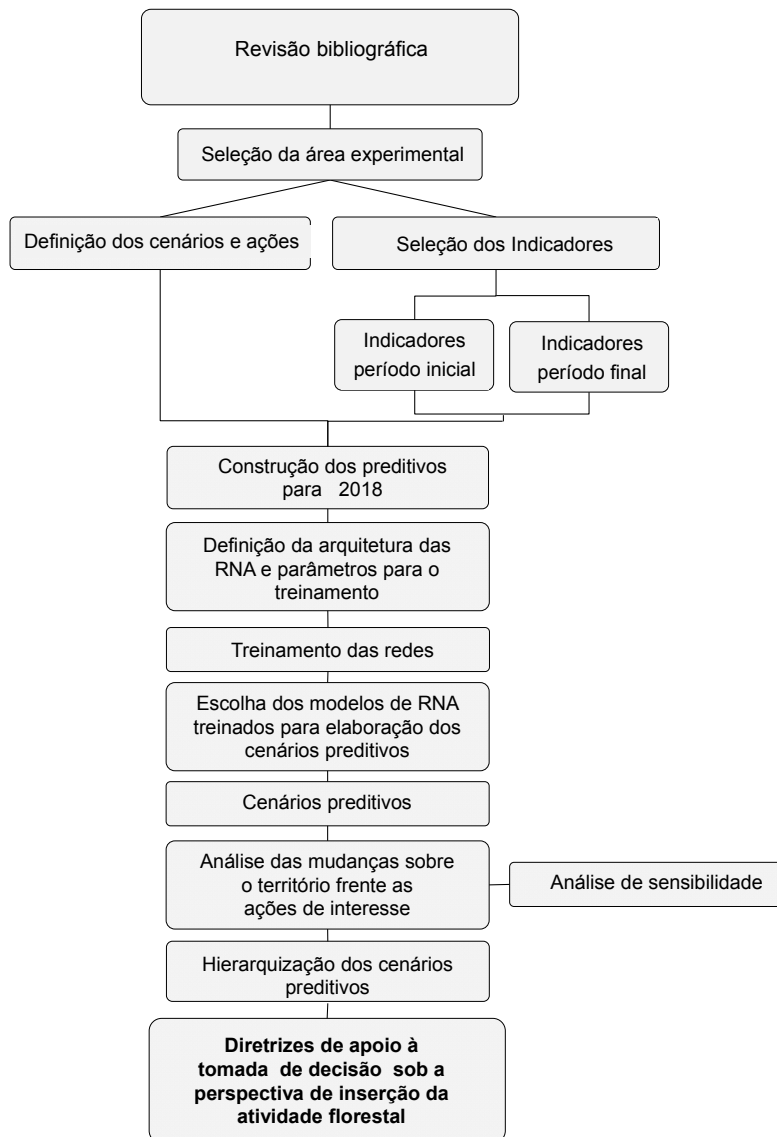 Revisão bibliográfica
Seleção da área experimental
Definição dos cenários e ações
Seleção dos Indicadores
Indicadores
período inicial
Indicadores
período final
Construção dos preditivos
para 2018
Definição da arquitetura das
RNA e parâmetros para o
treinamento
Treinamento das redes
Escolha dos modelos de RNA
treinados para elaboração dos
cenários preditivos
Cenários preditivos
Análise das mudanças sobre
o território frente as
ações de interesse
Análise de sensibilidade
Hierarquização dos cenários
preditivos
Diretrizes de apoio à
tomada de decisão sob a
perspectiva de inserção da
atividade florestal